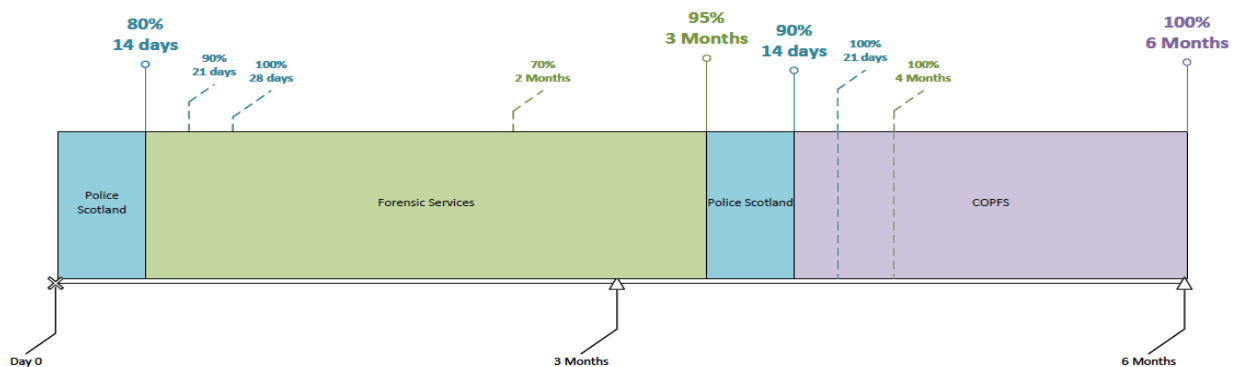 80%
14 days
90%
21 days
100%
28 days
70%
2 Months
95%
3 Months
90%
14 days
100%
21 days
100%
4 Months
100%
6 Months
Police
Scotland
Forensic Services
Police Scotland
COPFS
Day 0
3 Months
6 Months